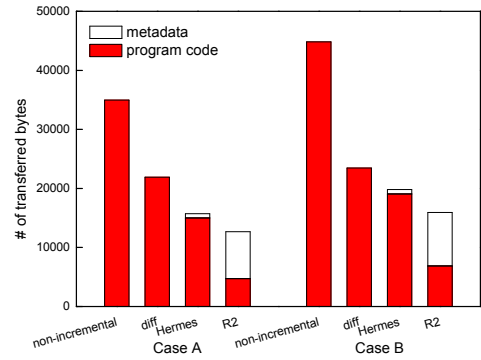 50000
metadata
program code
40000
30000
20000
10000
0
# of transferred bytes
non-incremental diff Hermes R2 non-incremental diff Hermes R2
Case A Case B